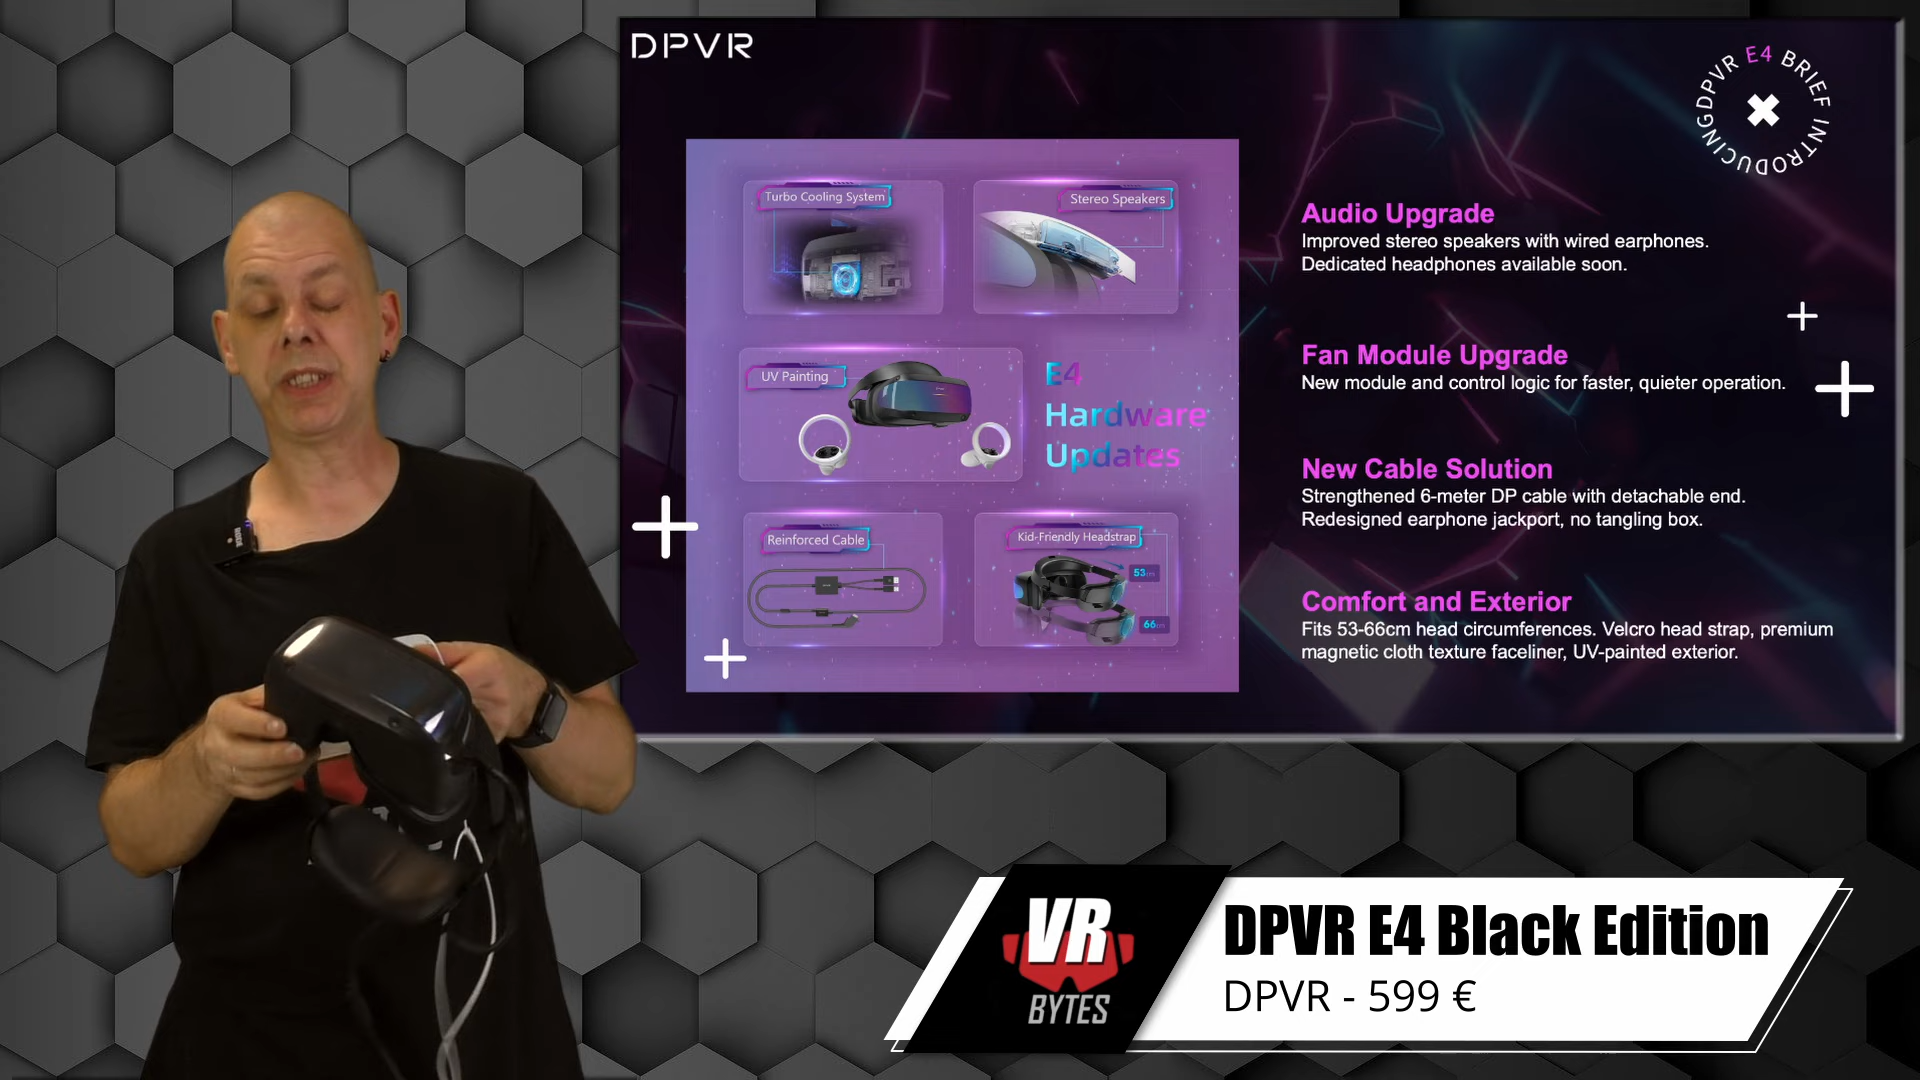 DPVR
INTRODUCING DPVR E4 BRIEF
Turbo Cooling System
Stereo Speakers
UV Painting
E4
Hardware
Updates
Reinforced Cable
Kid-Friendly Headstrap
53cm
66cm
Audio Upgrade
Improved stereo speakers with wired earphones.
Dedicated headphones available soon.
Fan Module Upgrade
New module and control logic for faster, quieter operation.
New Cable Solution
Strengthened 6-meter DP cable with detachable end.
Redesigned earphone jackport, no tangling box.
Comfort and Exterior
Fits 53-66cm head circumferences. Velcro head strap, premium
magnetic cloth texture faceliner, UV-painted exterior.
VR
BYTES
DPVR E4 Black Edition
DPVR - 599 €